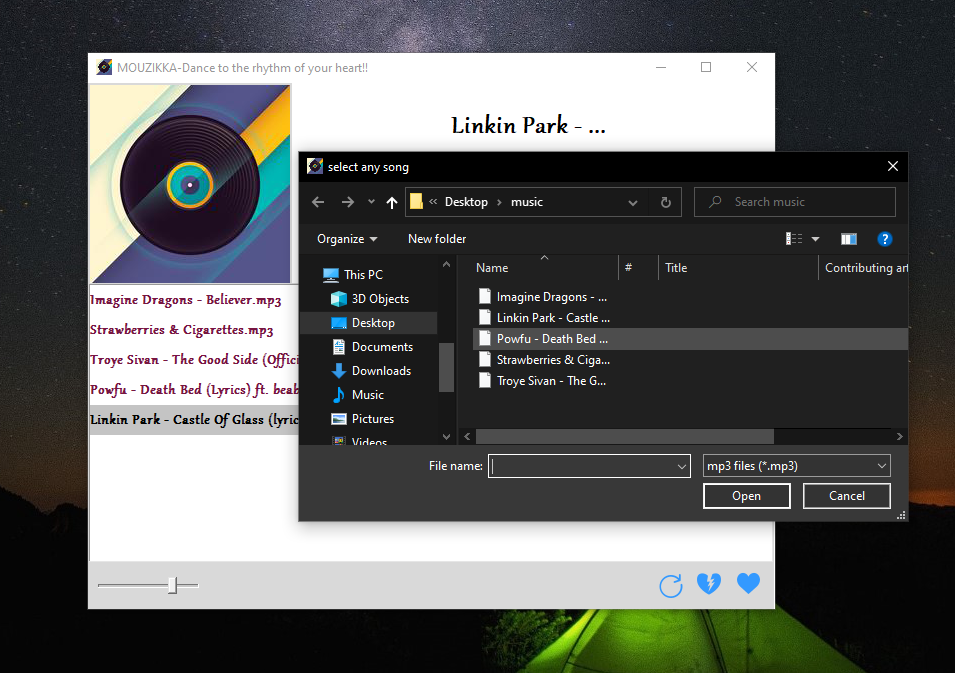 MOUZIKKA-Dance to the rhythm of your heart!!
Linkin Park - ...
Imagine Dragons - Believer.mp3
Strawberries & Cigarettes.mp3
Troye Sivan - The Good Side (Offici
Powfu - Death Bed (Lyrics) ft. beab
Linkin Park - Castle Of Glass (lyric
select any song
« Desktop › music
Search music
Organize
New folder
This PC
3D Objects
Desktop
Documents
Downloads
Music
Pictures
Videos
Name # Title Contributing art
Imagine Dragons - ...
Linkin Park - Castle ...
Powfu - Death Bed ...
Strawberries & Ciga...
Troye Sivan - The G...
File name:
mp3 files (*.mp3)
Open
Cancel